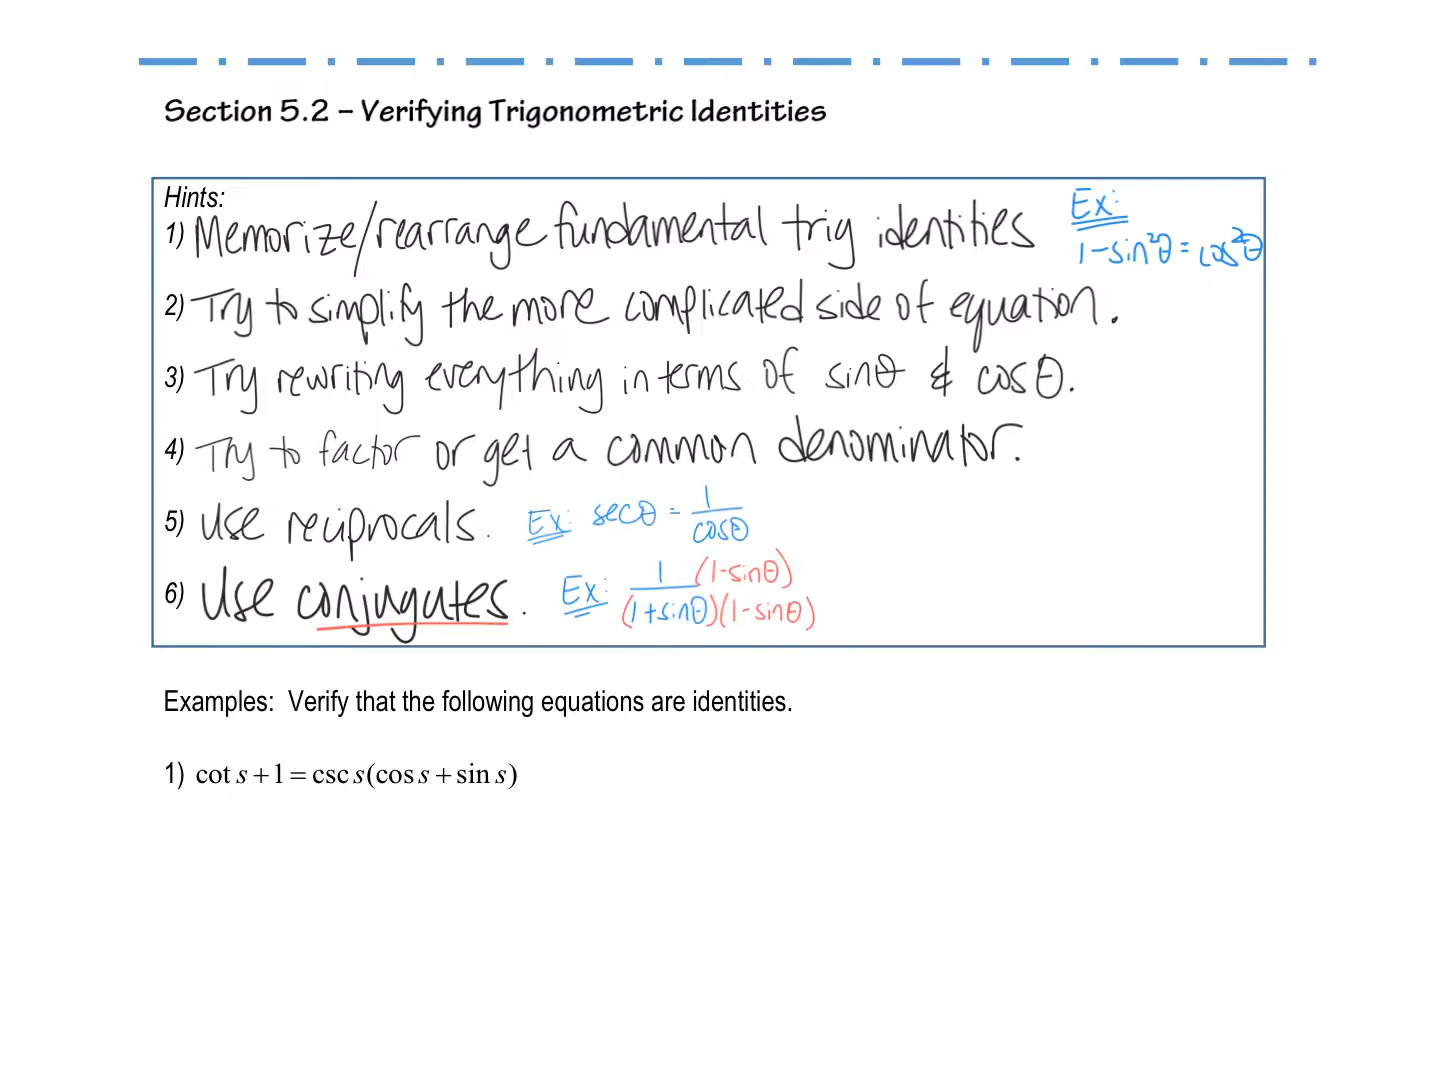 Section 5.2 – Verifying Trigonometric Identities
Hints:
1) Memorize/rearrange fundamental trig identities Ex: 1-sin²θ = cos²θ
2) Try to simplify the more complicated side of equation.
3) Try rewriting everything in terms of sinθ & cosθ.
4) Try to factor or get a common denominator.
5) Use reciprocals. Ex: secθ = 1/cosθ
6) Use conjugates. Ex: 1(1-sinθ)/(1+sinθ)(1-sinθ)
Examples: Verify that the following equations are identities.
1) cot s + 1 = csc s(cos s + sin s)